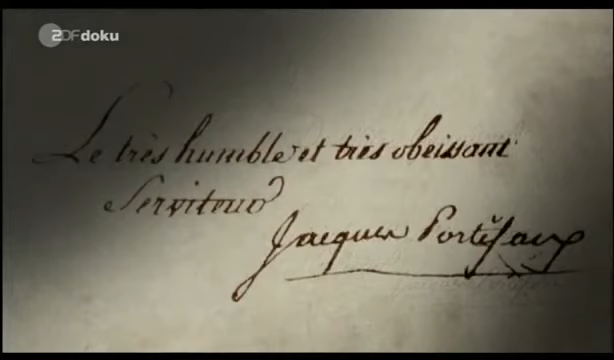 ZDFdoku
Le très humble et très obeissant
Serviteur
Jacques Portefaix